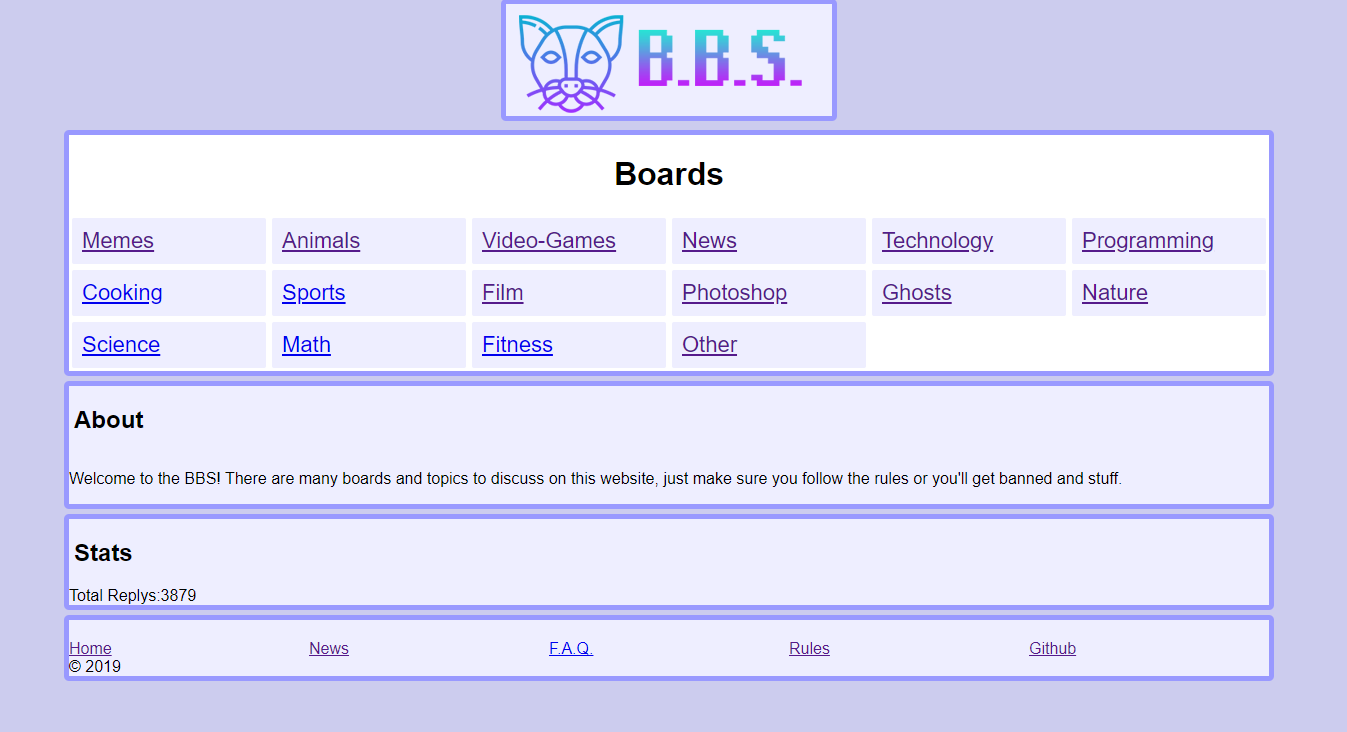 B.B.S.
Boards
Memes Animals Video-Games News Technology Programming
Cooking Sports Film Photoshop Ghosts Nature
Science Math Fitness Other
About
Welcome to the BBS! There are many boards and topics to discuss on this website, just make sure you follow the rules or you'll get banned and stuff.
Stats
Total Replys:3879
Home News F.A.Q. Rules Github
© 2019